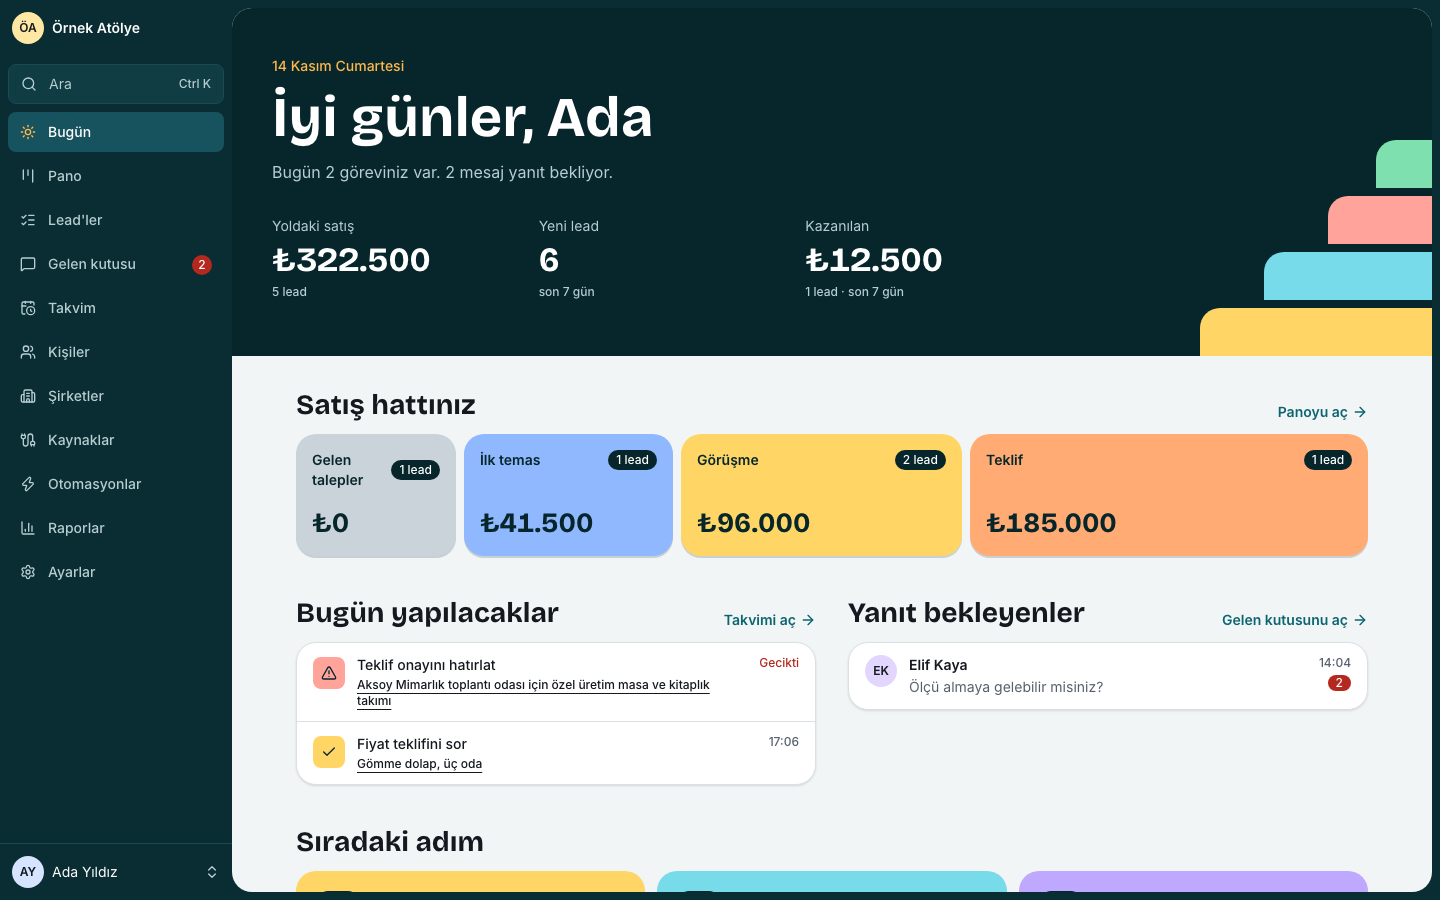 ÖA Örnek Atölye
Ara Ctrl K
Bugün
Pano
Lead'ler
Gelen kutusu 2
Takvim
Kişiler
Şirketler
Kaynaklar
Otomasyonlar
Raporlar
Ayarlar
AY Ada Yıldız
14 Kasım Cumartesi
İyi günler, Ada
Bugün 2 göreviniz var. 2 mesaj yanıt bekliyor.
Yoldaki satış
₺322.500
5 lead
Yeni lead
6
son 7 gün
Kazanılan
₺12.500
1 lead · son 7 gün
Satış hattınız
Panoyu aç
Gelen
talepler
1 lead
₺0
İlk temas 1 lead
₺41.500
Görüşme 2 lead
₺96.000
Teklif 1 lead
₺185.000
Bugün yapılacaklar
Takvimi aç
Teklif onayını hatırlat Gecikti
Aksoy Mimarlık toplantı odası için özel üretim masa ve kitaplık
takımı
Fiyat teklifini sor 17:06
Gömme dolap, üç oda
Yanıt bekleyenler
Gelen kutusunu aç
EK Elif Kaya 14:04
Ölçü almaya gelebilir misiniz? 2
Sıradaki adım